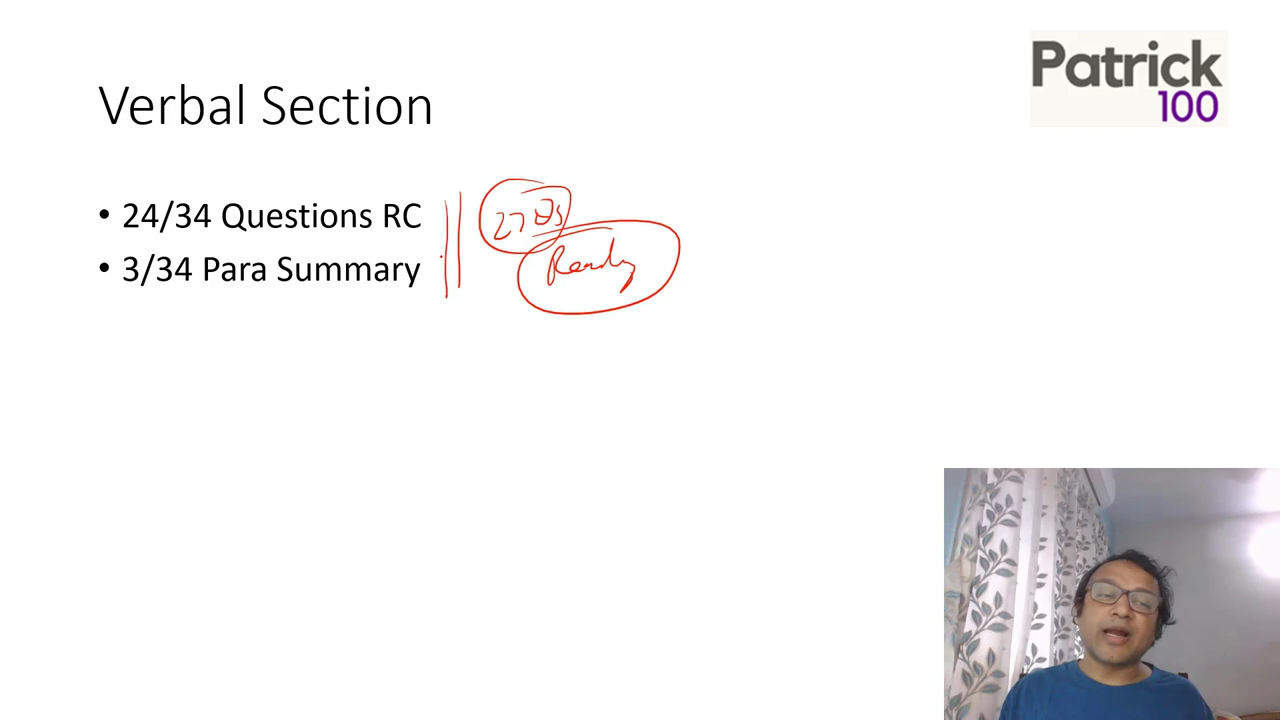 Patrick
100
Verbal Section
• 24/34 Questions RC
• 3/34 Para Summary
27 Qs
Reading